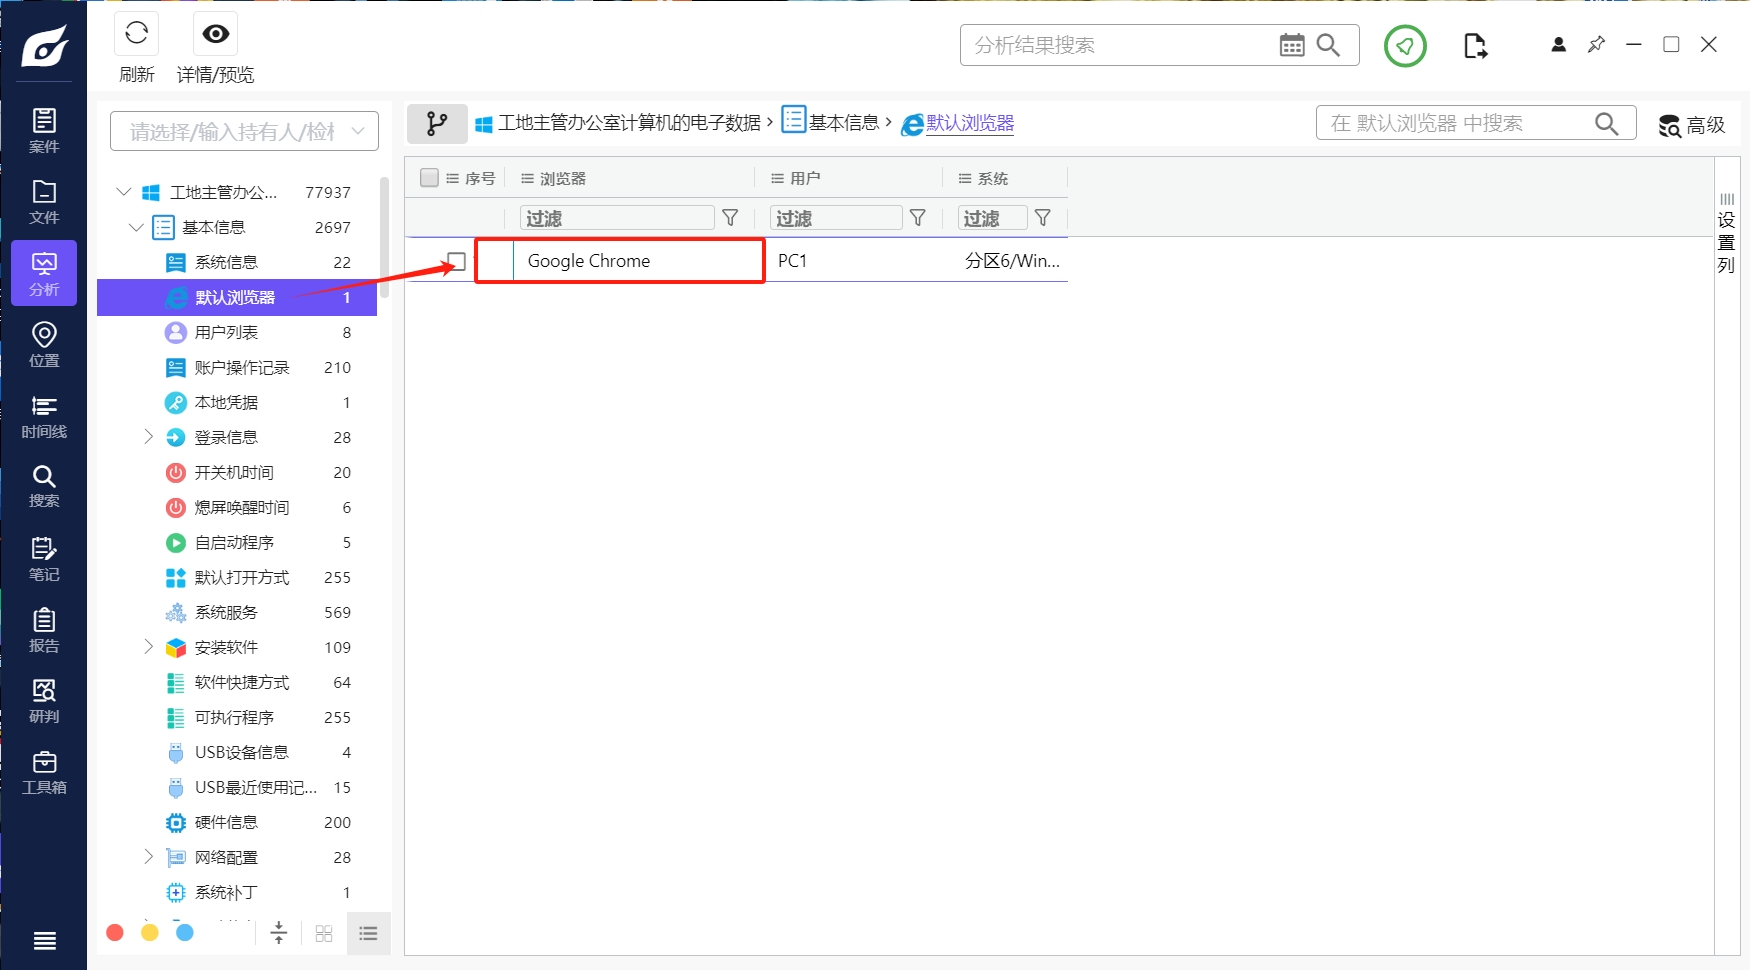 刷新
详情/预览
分析结果搜索
案件
文件
分析
位置
时间线
搜索
笔记
报告
研判
工具箱
请选择/输入持有人/检
工地主管办公... 77937
基本信息 2697
系统信息 22
默认浏览器 1
用户列表 8
账户操作记录 210
本地凭据 1
登录信息 28
开关机时间 20
熄屏唤醒时间 6
自启动程序 5
默认打开方式 255
系统服务 569
安装软件 109
软件快捷方式 64
可执行程序 255
USB设备信息 4
USB最近使用记... 15
硬件信息 200
网络配置 28
系统补丁 1
工地主管办公室计算机的电子数据 › 基本信息 › 默认浏览器
在 默认浏览器 中搜索
高级
序号 浏览器 用户 系统
过滤 过滤 过滤
Google Chrome PC1 分区6/Win...
设置列